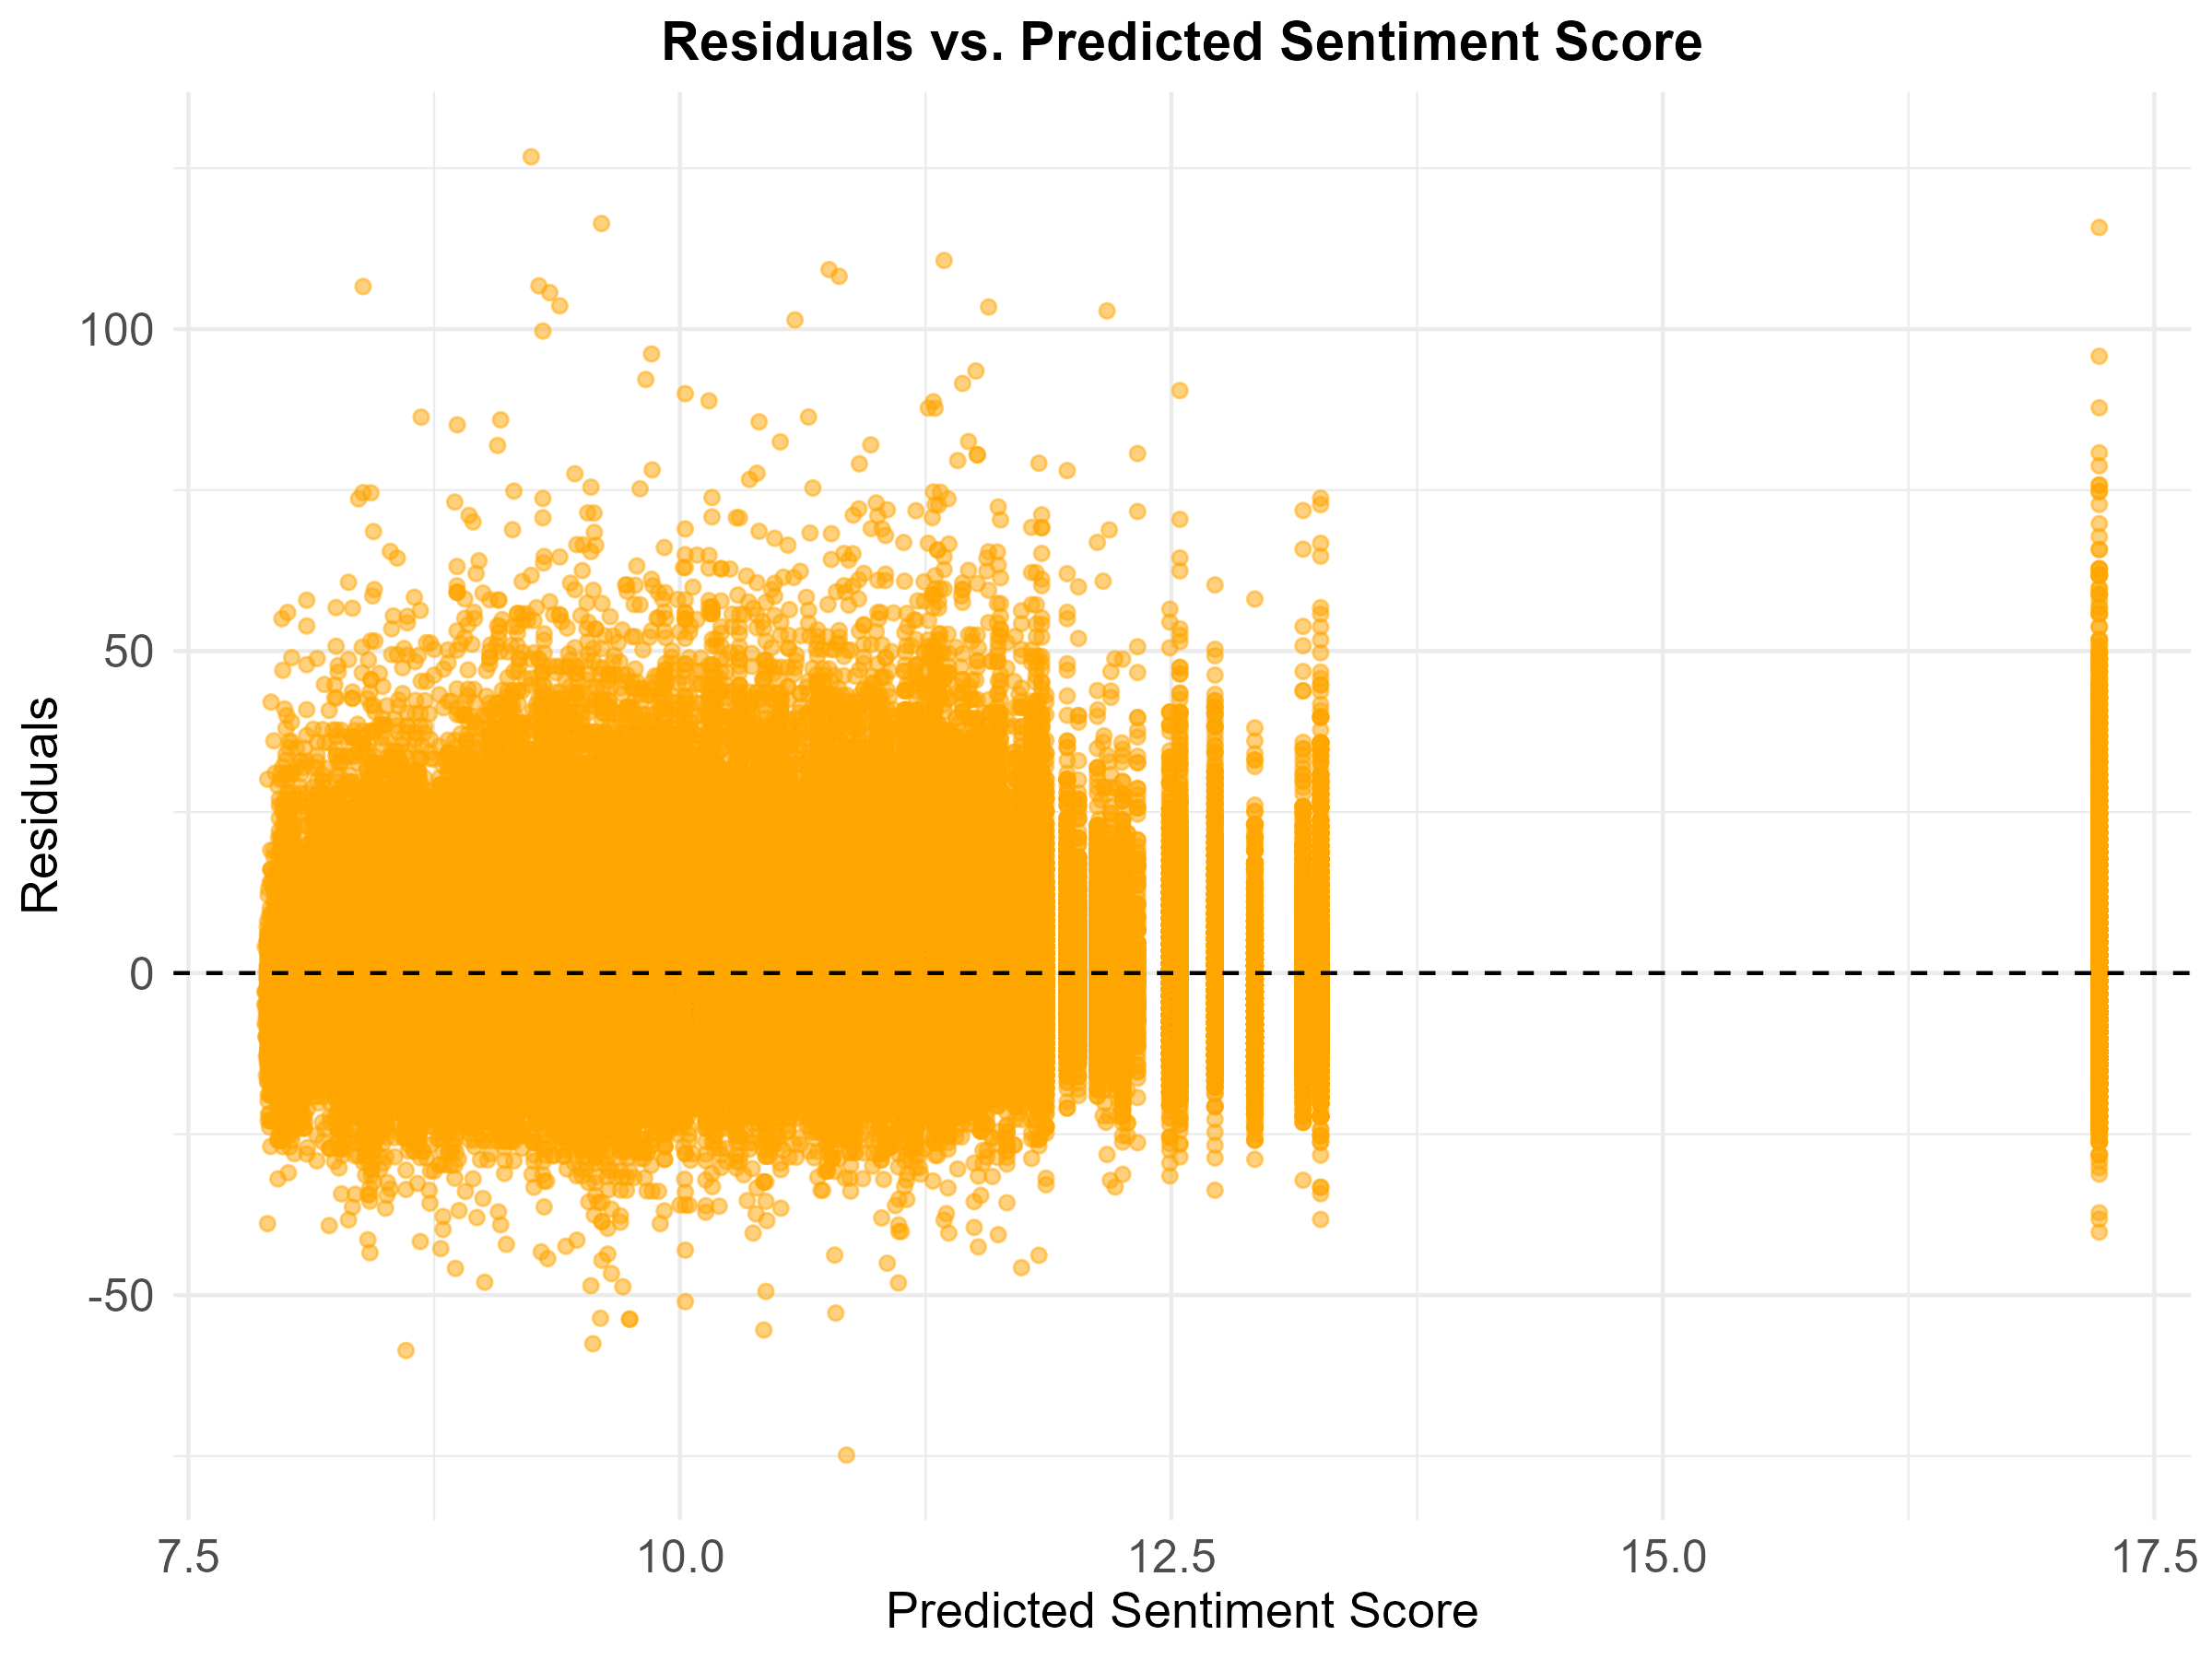 Residuals vs. Predicted Sentiment Score
Residuals
100
50
0
-50
7.5 10.0 12.5 15.0 17.5
Predicted Sentiment Score